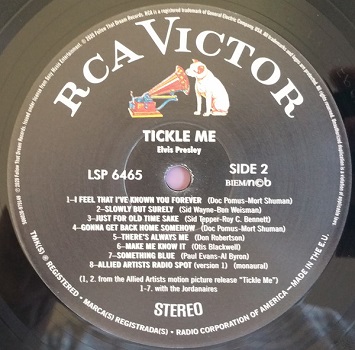 RCA VICTOR
TICKLE ME
Elvis Presley
LSP 6465
SIDE 2
BIEM/n©b
1-I FEEL THAT I'VE KNOWN YOU FOREVER (Doc Pomus-Mort Shuman)
2-SLOWLY BUT SURELY (Sid Wayne-Ben Weisman)
3-JUST FOR OLD TIME SAKE (Sid Tepper-Roy C. Bennett)
4-GONNA GET BACK HOME SOMEHOW (Doc Pomus-Mort Shuman)
5-THERE'S ALWAYS ME (Don Robertson)
6-MAKE ME KNOW IT (Otis Blackwell)
7-SOMETHING BLUE (Paul Evans-Al Byron)
8-ALLIED ARTISTS RADIO SPOT (version 1) (monaural)
(1, 2. from the Allied Artists motion picture "Tickle Me")
1-7. with the Jordanaires
STEREO
TMK(S) ® REGISTERED • MARCA(S) REGISTRADA(S) • RADIO CORPORATION OF AMERICA—MADE IN THE E.U.